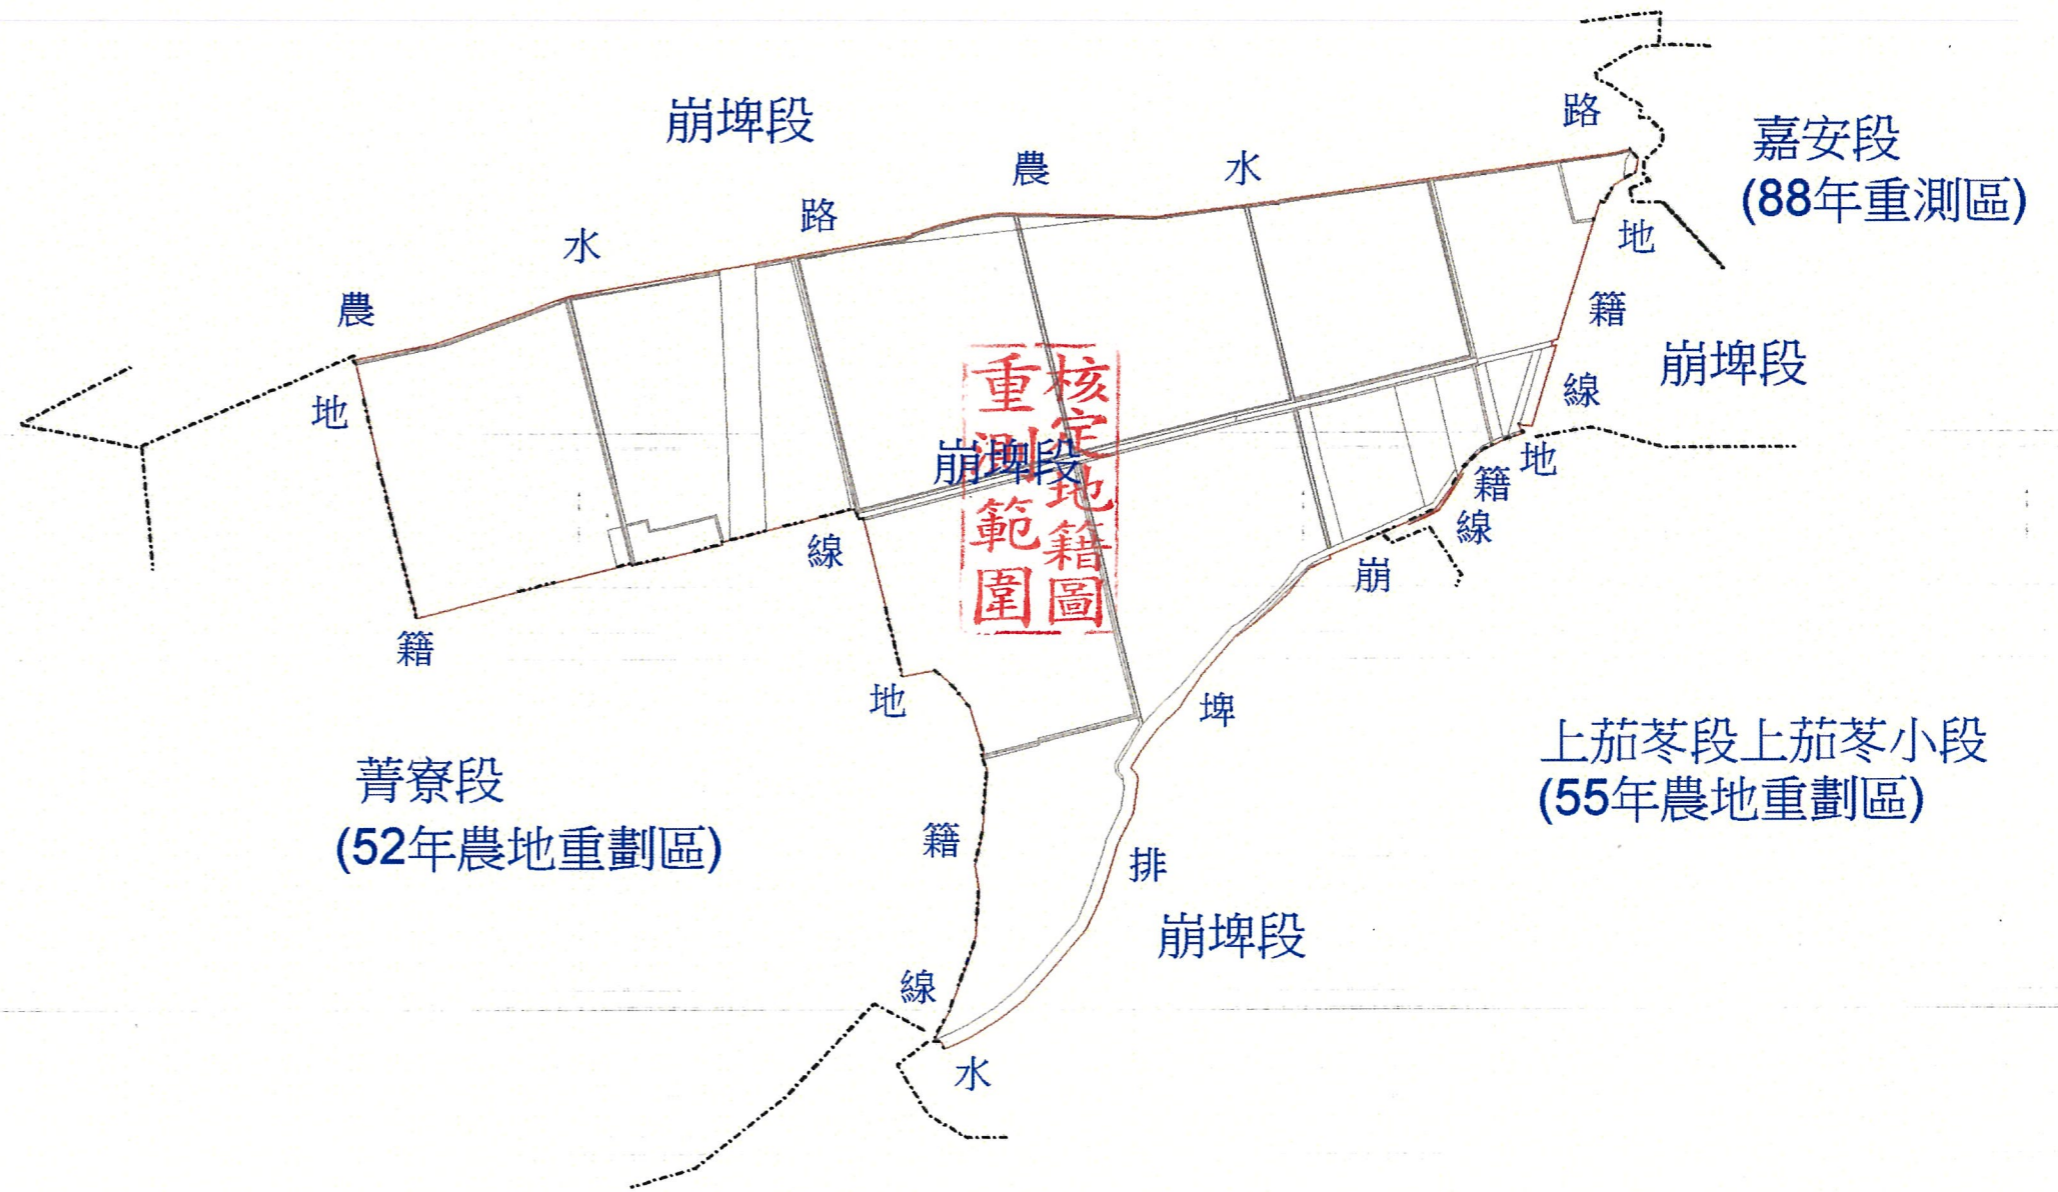 崩埤段
嘉安段
(88年重測區)
農水路農水路
地籍線
崩埤段
地籍線
核定地籍圖
重測範圍
崩埤段
地籍線
地籍線
崩埤排水
菁寮段
(52年農地重劃區)
上茄苳段上茄苳小段
(55年農地重劃區)
崩埤段